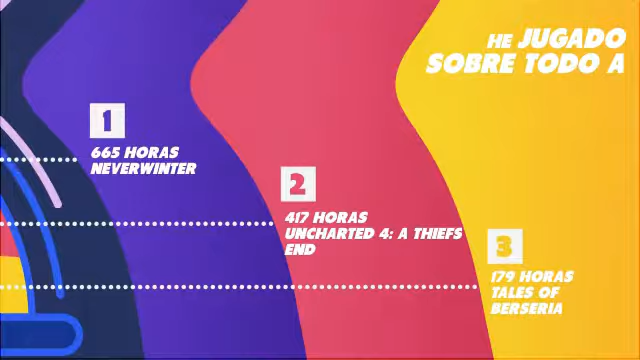 HE JUGADO
SOBRE TODO A
1
665 HORAS
NEVERWINTER
2
417 HORAS
UNCHARTED 4: A THIEFS
END
3
179 HORAS
TALES OF
BERSERIA